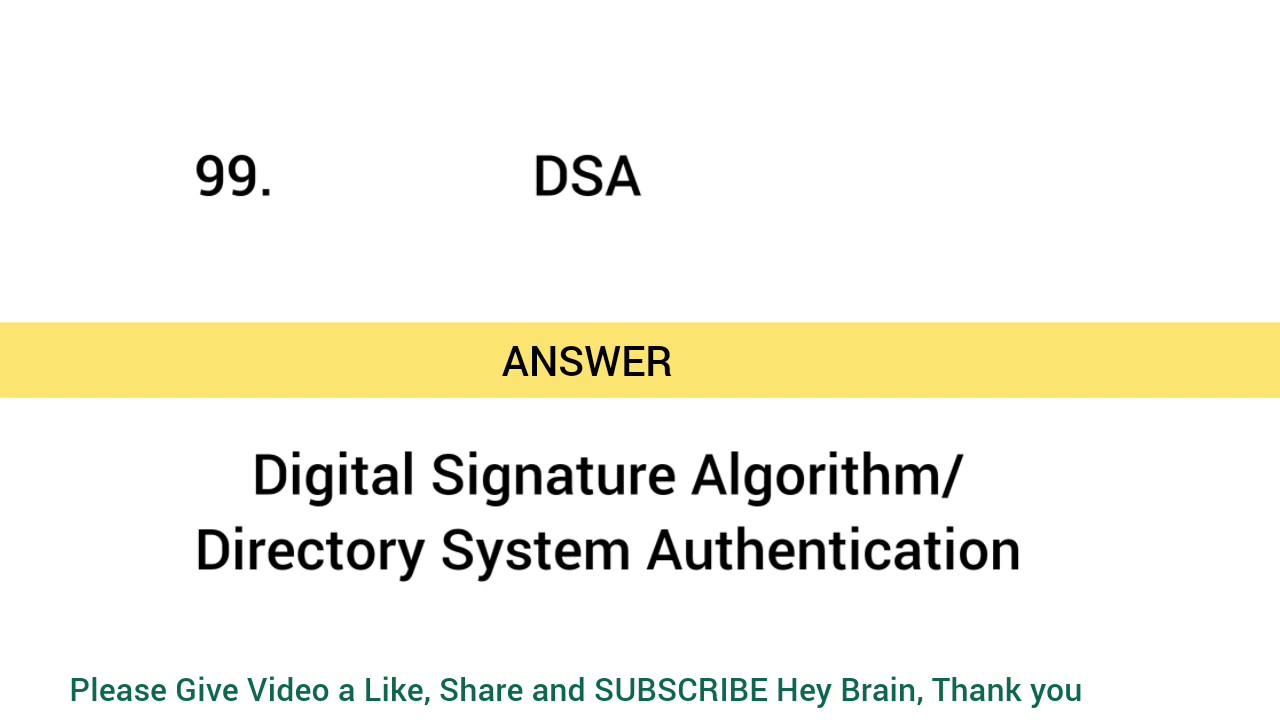 99. DSA
ANSWER
Digital Signature Algorithm/
Directory System Authentication
Please Give Video a Like, Share and SUBSCRIBE Hey Brain, Thank you